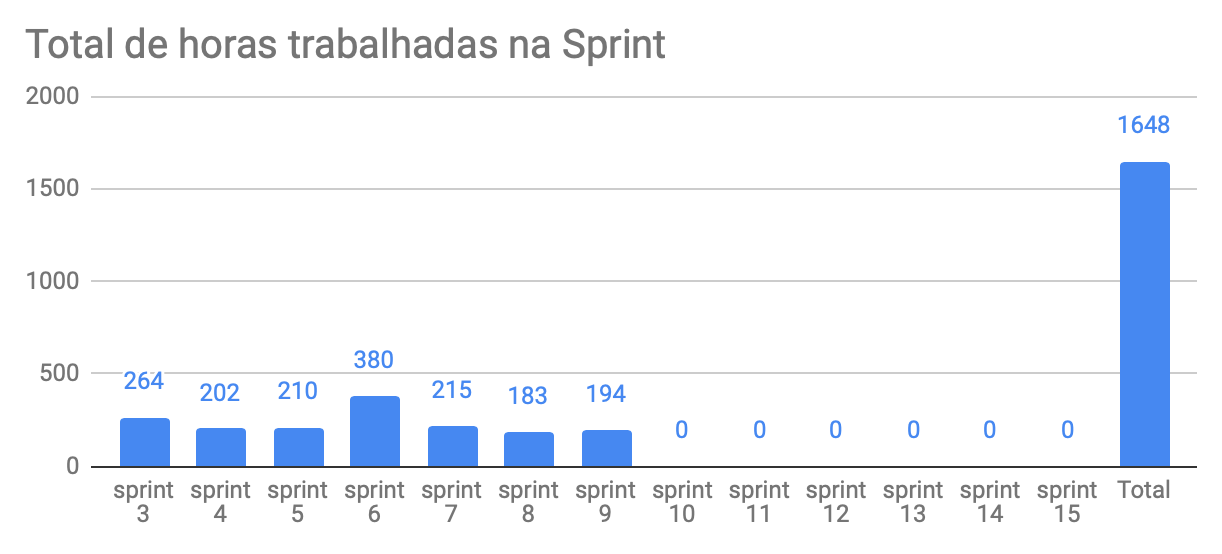 Total de horas trabalhadas na Sprint
2000
1500
1000
500
0
264
202
210
380
215
183
194
0
0
0
0
0
0
1648
sprint 3
sprint 4
sprint 5
sprint 6
sprint 7
sprint 8
sprint 9
sprint 10
sprint 11
sprint 12
sprint 13
sprint 14
sprint 15
Total